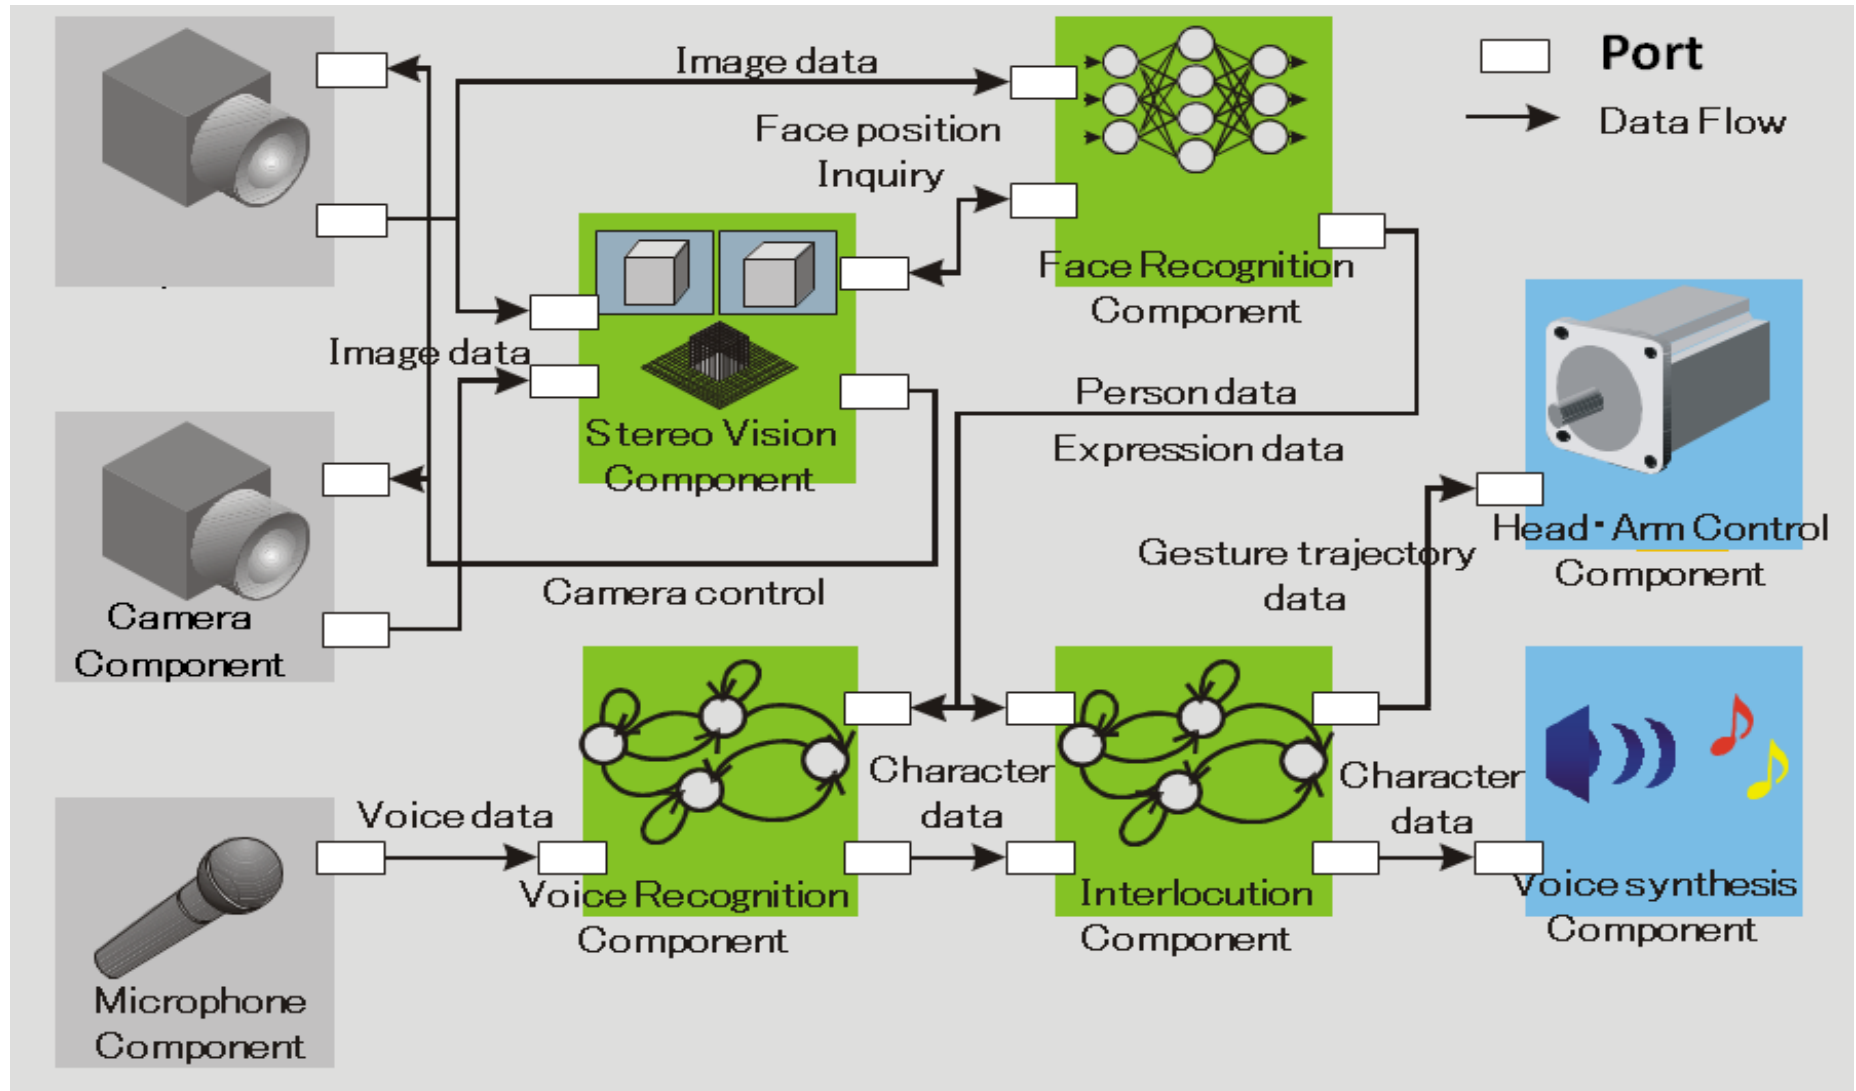 Image data
Port
Data Flow
Face position
Inquiry
Face Recognition
Component
Image data
Person data
Expression data
Stereo Vision
Component
Head・Arm Control
Component
Gesture trajectory
data
Camera control
Camera
Component
Voice data
Character
data
Character
data
Voice Recognition
Component
Interlocution
Component
Voice synthesis
Component
Microphone
Component